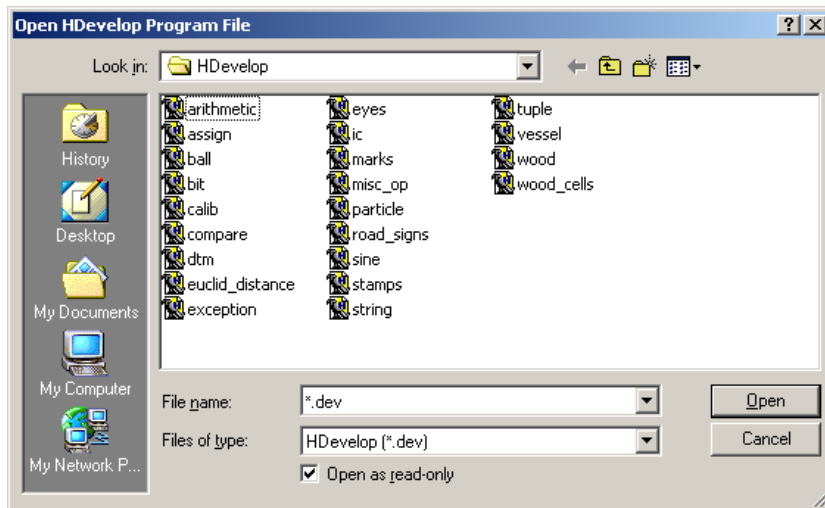 Open HDevelop Program File
Look in: HDevelop
History
Desktop
My Documents
My Computer
My Network P...
arithmetic
assign
ball
bit
calib
compare
dtm
euclid_distance
exception
eyes
ic
marks
misc_op
particle
road_signs
sine
stamps
string
tuple
vessel
wood
wood_cells
File name: *.dev
Open
Files of type: HDevelop (*.dev)
Cancel
Open as read-only